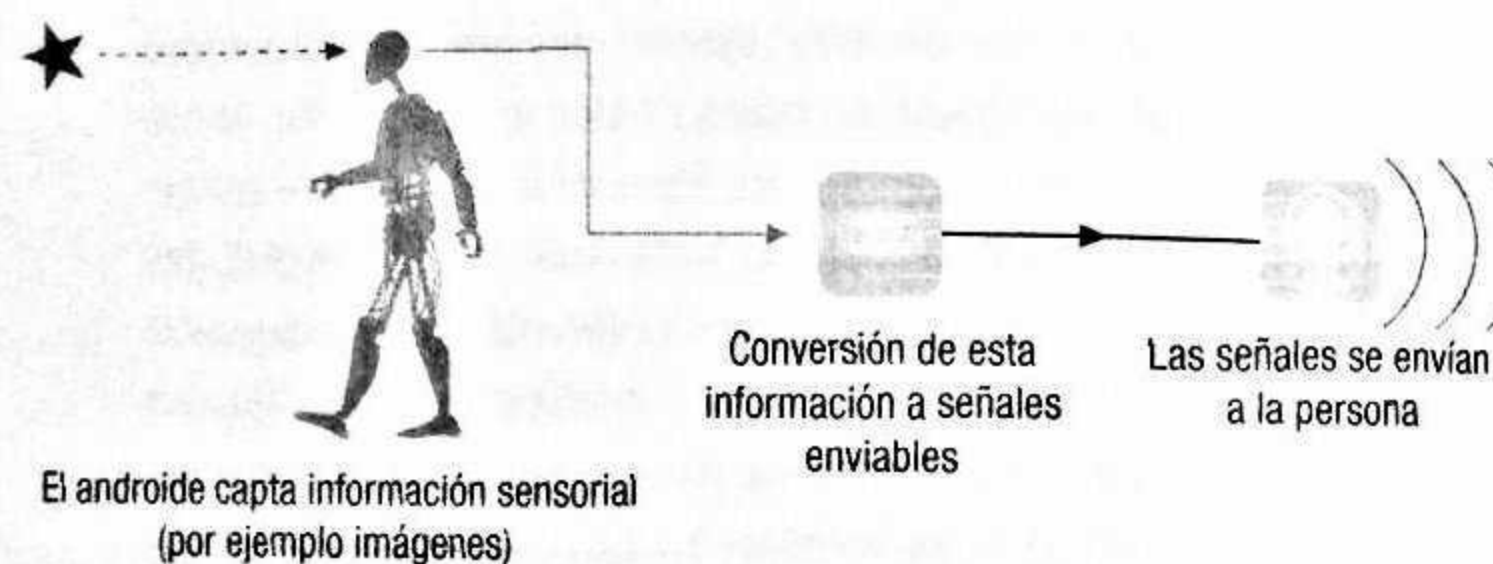 Conversión de esta
información a señales
enviables
Las señales se envían
a la persona
El androide capta información sensorial
(por ejemplo imágenes)